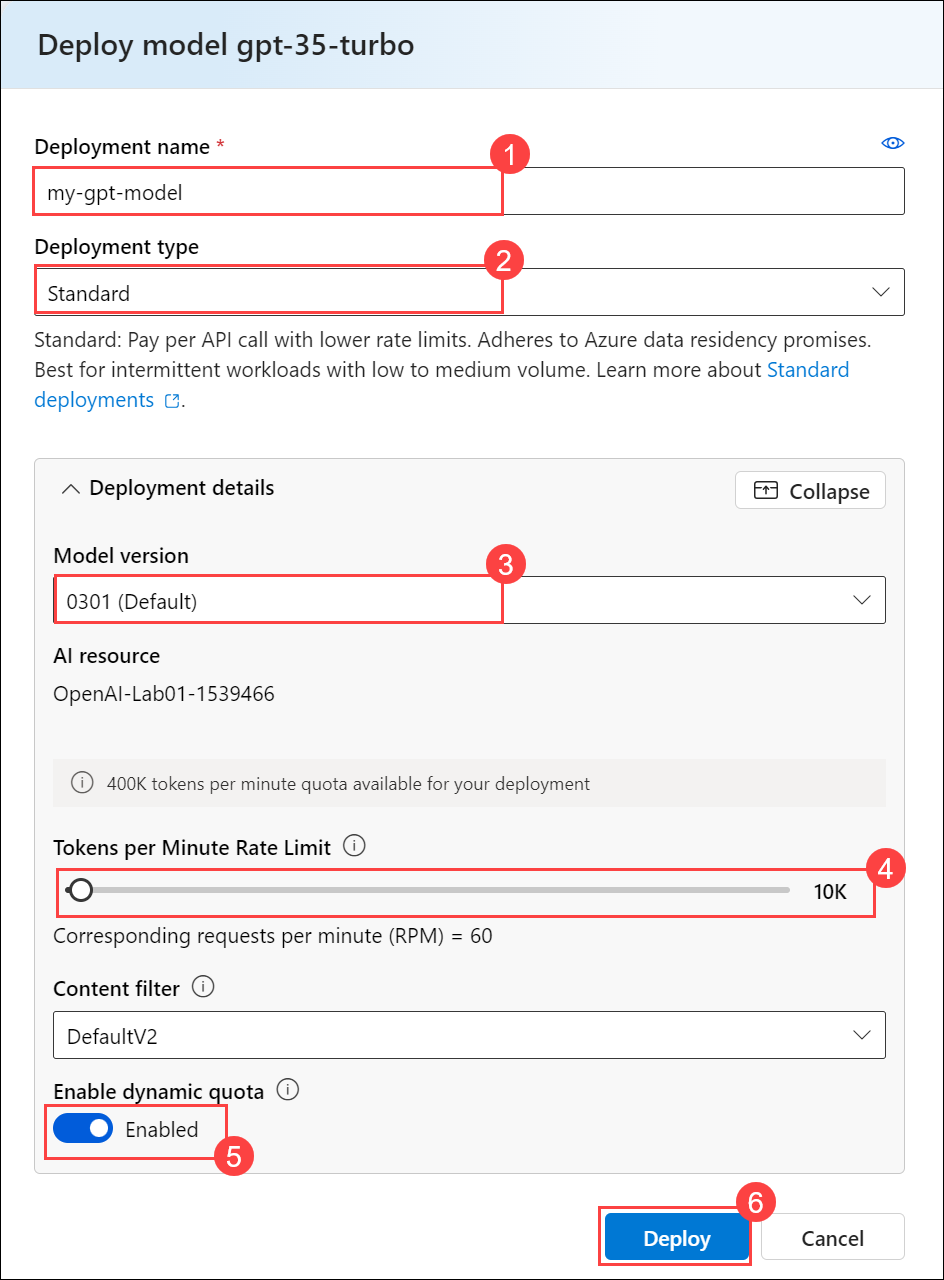 Deploy model gpt-35-turbo
Deployment name *
1
my-gpt-model
Deployment type
2
Standard
Standard: Pay per API call with lower rate limits. Adheres to Azure data residency promises.
Best for intermittent workloads with low to medium volume. Learn more about Standard
deployments .
Deployment details
Collapse
Model version
3
0301 (Default)
AI resource
OpenAI-Lab01-1539466
400K tokens per minute quota available for your deployment
Tokens per Minute Rate Limit
4
10K
Corresponding requests per minute (RPM) = 60
Content filter
DefaultV2
Enable dynamic quota
Enabled
5
6
Deploy
Cancel